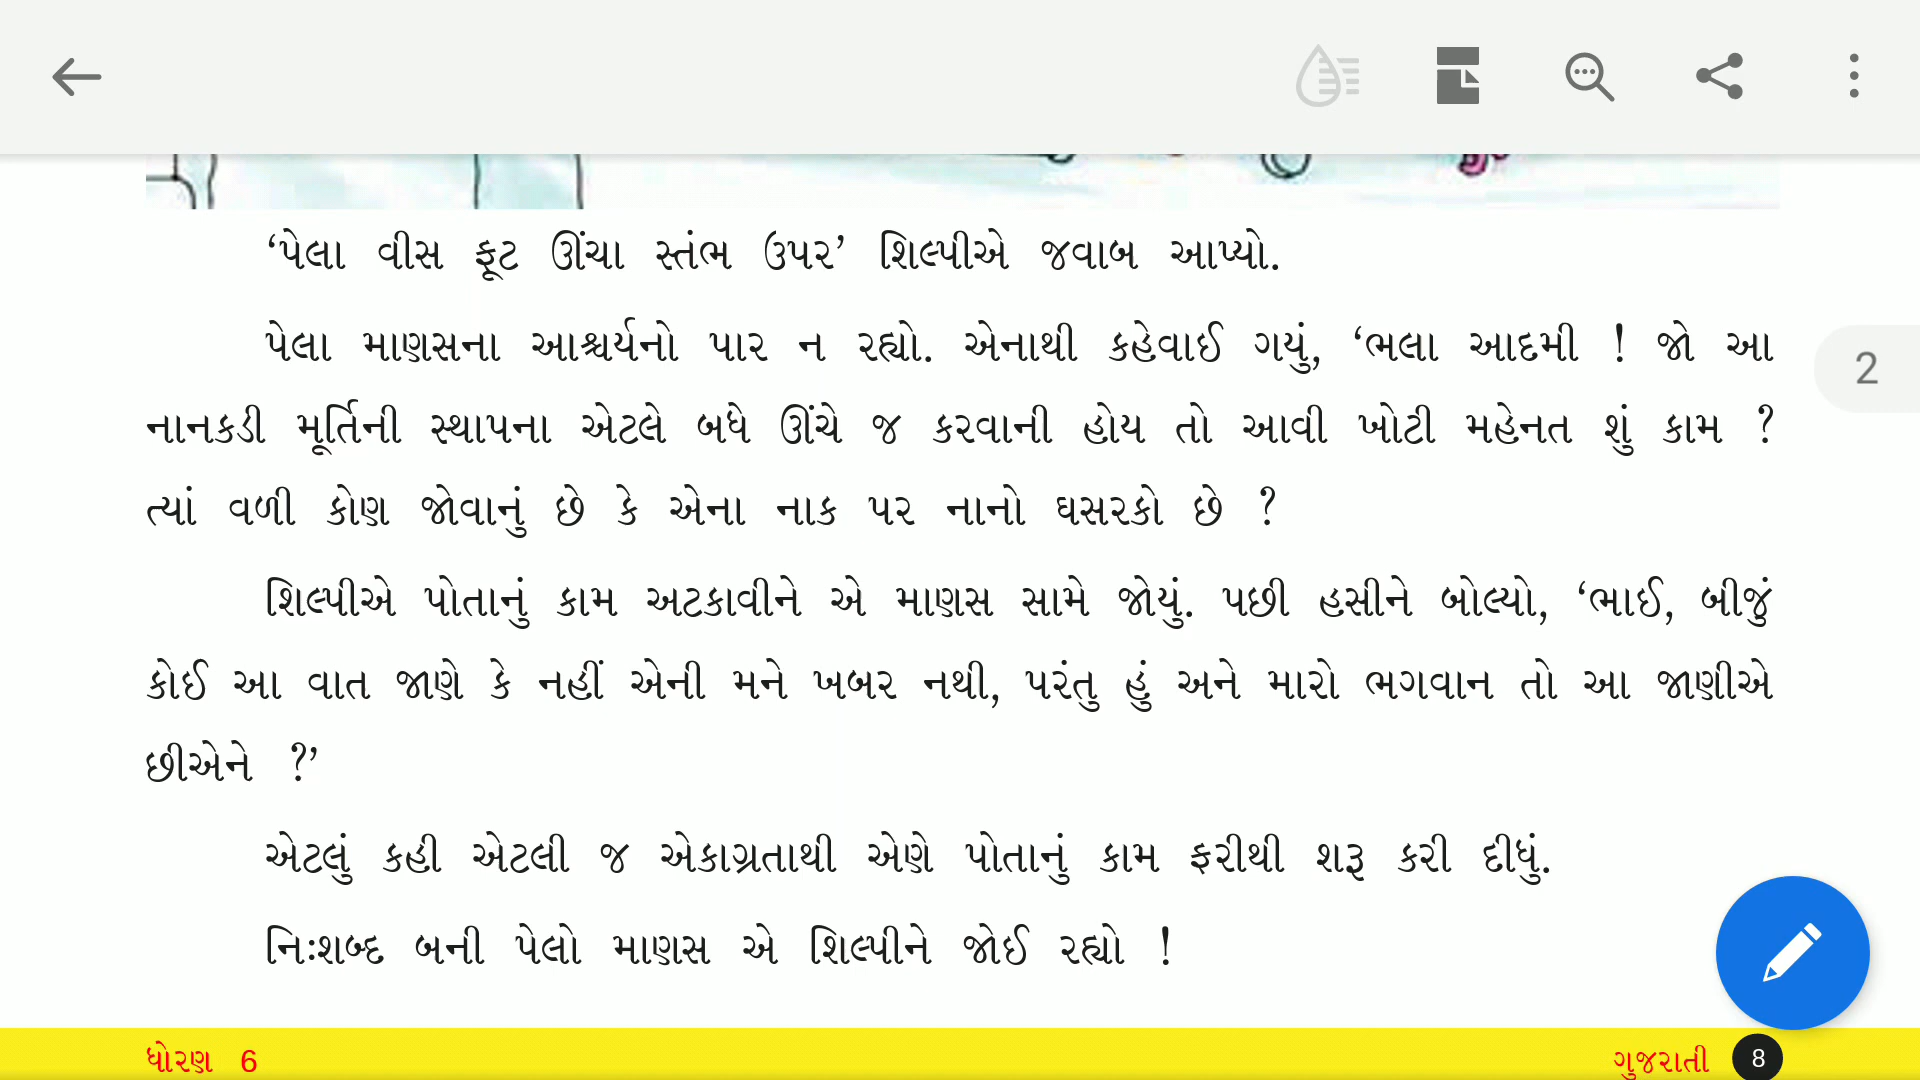 ‘પેલા વીસ ફૂટ ઊંચા સ્તંભ ઉપર’ શિલ્પીએ જવાબ આપ્યો.
પેલા માણસના આશ્ચર્યનો પાર ન રહ્યો. એનાથી કહેવાઈ ગયું, ‘ભલા આદમી ! જો આ
2
નાનકડી મૂર્તિની સ્થાપના એટલે બધે ઊંચે જ કરવાની હોય તો આવી ખોટી મહેનત શું કામ ?
ત્યાં વળી કોણ જોવાનું છે કે એના નાક પર નાનો ઘસરકો છે ?
શિલ્પીએ પોતાનું કામ અટકાવીને એ માણસ સામે જોયું. પછી હસીને બોલ્યો, ‘ભાઈ, બીજું
કોઈ આ વાત જાણે કે નહીં એની મને ખબર નથી, પરંતુ હું અને મારો ભગવાન તો આ જાણીએ
છીએને ?’
એટલું કહી એટલી જ એકાગ્રતાથી એણે પોતાનું કામ ફરીથી શરૂ કરી દીધું.
નિઃશબ્દ બની પેલો માણસ એ શિલ્પીને જોઈ રહ્યો !
ધોરણ 6 ગુજરાતી 8